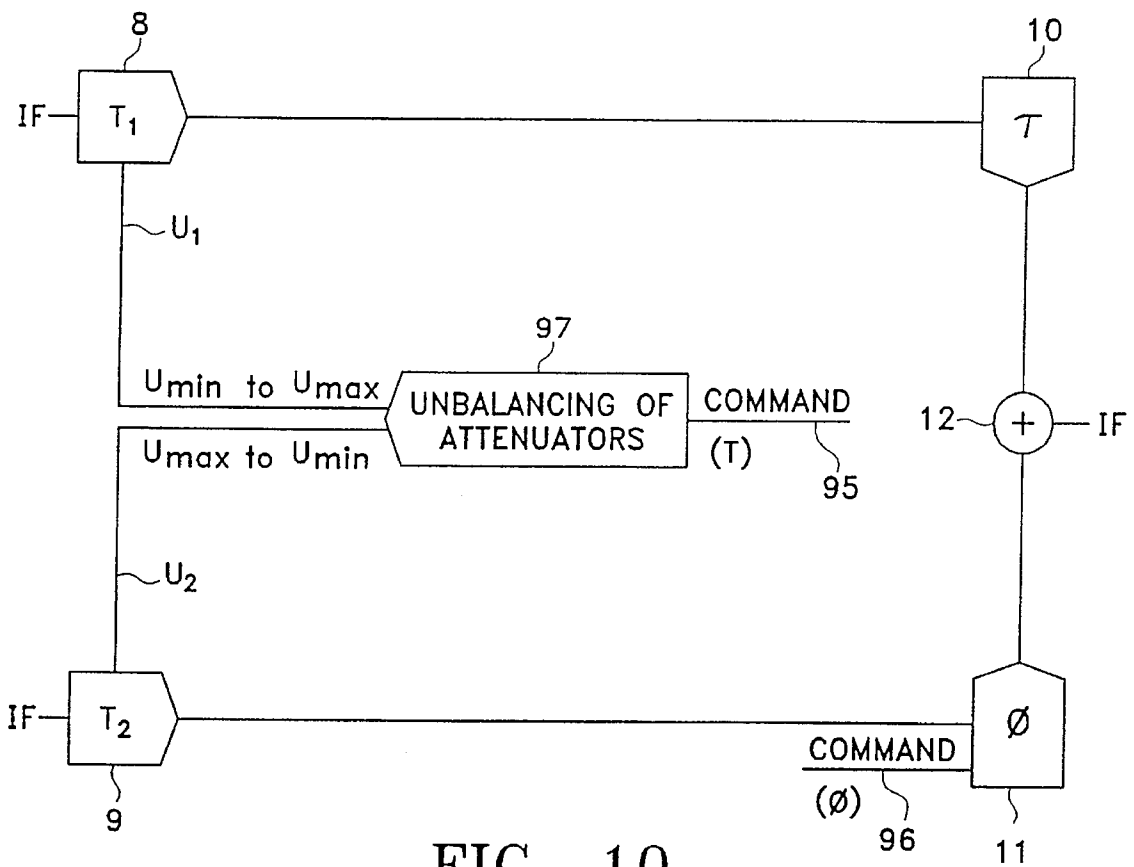 8
IF
T1
10
τ
U1
97
Umin to Umax
UNBALANCING OF
ATTENUATORS
COMMAND
(T)
95
Umax to Umin
12
+
IF
U2
IF
T2
9
COMMAND
(Ø)
96
Ø
11
FIG. 10